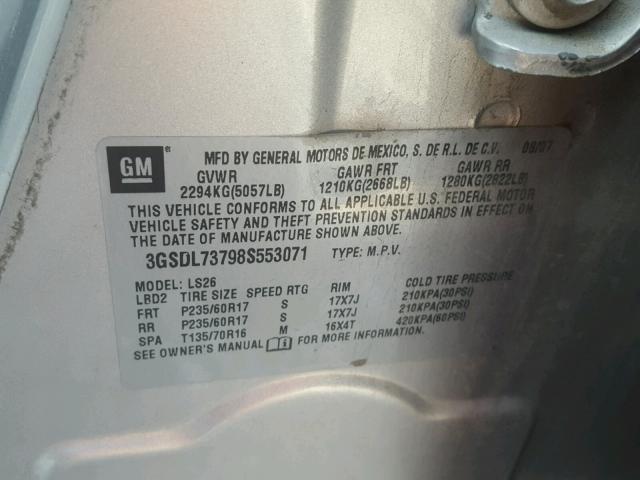 GM
MFD BY GENERAL MOTORS DE MEXICO, S. DE R.L. DE C.V. 08/07
GVWR GAWR FRT GAWR RR
2294KG(5057LB) 1210KG(2668LB) 1280KG(2822LB)
THIS VEHICLE CONFORMS TO ALL APPLICABLE U.S. FEDERAL MOTOR
VEHICLE SAFETY AND THEFT PREVENTION STANDARDS IN EFFECT ON
THE DATE OF MANUFACTURE SHOWN ABOVE.
3GSDL73798S553071 TYPE: M.P.V.
MODEL: LS26
LBD2 TIRE SIZE SPEED RTG RIM COLD TIRE PRESSURE
FRT P235/60R17 S 17X7J 210KPA(30PSI)
RR P235/60R17 S 17X7J 210KPA(30PSI)
SPA T135/70R16 M 16X4T 420KPA(60PSI)
SEE OWNER'S MANUAL FOR MORE INFORMATION.